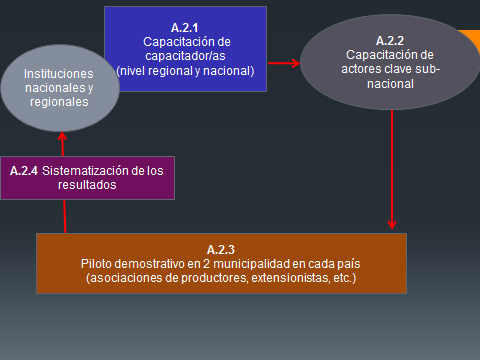 A.2.1
Capacitación de
capacitador/as
(nivel regional y nacional)
A.2.2
Capacitación de
actores clave sub-
nacional
Instituciones
nacionales y
regionales
A.2.4 Sistematización de los
resultados
A.2.3
Piloto demostrativo en 2 municipalidad en cada país
(asociaciones de productores, extensionistas, etc.)